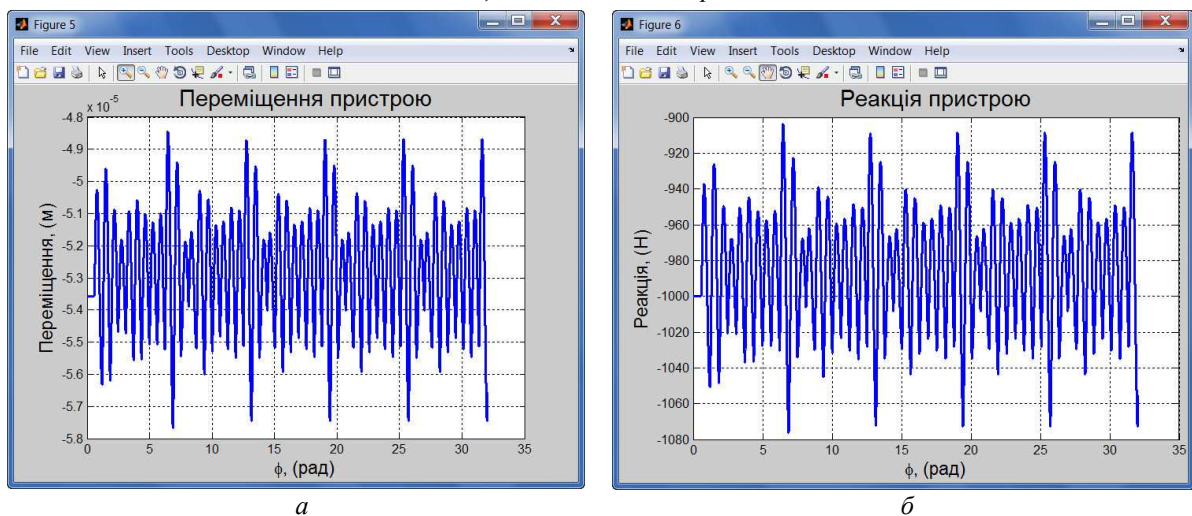 Figure 5
File Edit View Insert Tools Desktop Window Help
Переміщення пристрою
x 10^-5
-4.8
-4.9
-5
-5.1
-5.2
-5.3
-5.4
-5.5
-5.6
-5.7
-5.8
Переміщення, (м)
0 5 10 15 20 25 30 35
ϕ, (рад)
а
Figure 6
File Edit View Insert Tools Desktop Window Help
Реакція пристрою
-900
-920
-940
-960
-980
-1000
-1020
-1040
-1060
-1080
Реакція, (Н)
0 5 10 15 20 25 30 35
ϕ, (рад)
б